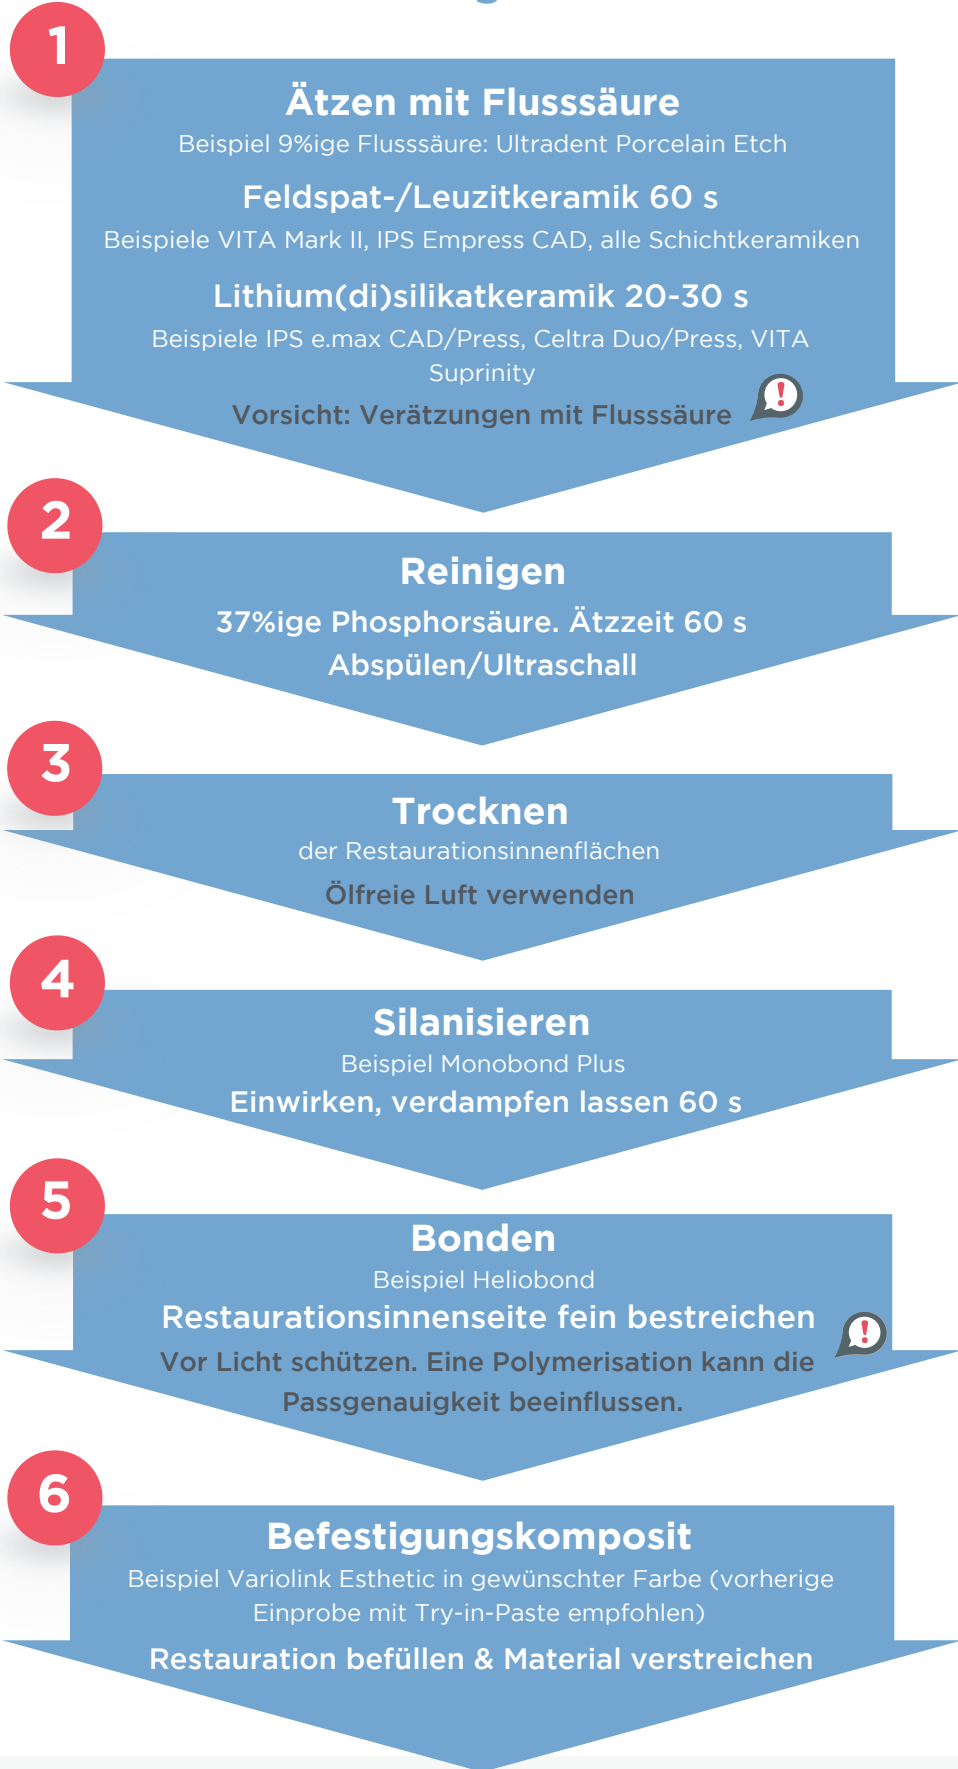 1
Ätzen mit Flusssäure
Beispiel 9%ige Flusssäure: Ultradent Porcelain Etch
Feldspat-/Leuzitkeramik 60 s
Beispiele VITA Mark II, IPS Empress CAD, alle Schichtkeramiken
Lithium(di)silikatkeramik 20-30 s
Beispiele IPS e.max CAD/Press, Celtra Duo/Press, VITA
Suprinity
Vorsicht: Verätzungen mit Flusssäure
!
2
Reinigen
37%ige Phosphorsäure. Ätzzeit 60 s
Abspülen/Ultraschall
3
Trocknen
der Restaurationsinnenflächen
Ölfreie Luft verwenden
4
Silanisieren
Beispiel Monobond Plus
Einwirken, verdampfen lassen 60 s
5
Bonden
Beispiel Heliobond
Restaurationsinnenseite fein bestreichen
!
Vor Licht schützen. Eine Polymerisation kann die
Passgenauigkeit beeinflussen.
6
Befestigungskomposit
Beispiel Variolink Esthetic in gewünschter Farbe (vorherige
Einprobe mit Try-in-Paste empfohlen)
Restauration befüllen & Material verstreichen